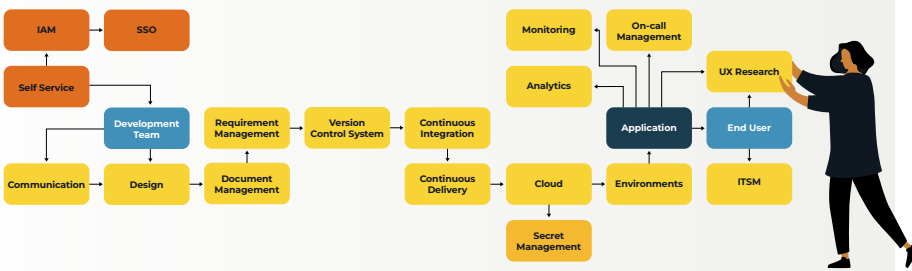 IAM
SSO
Self Service
Development
Team
Communication
Design
Requirement
Management
Document
Management
Version
Control System
Continuous
Integration
Continuous
Delivery
Monitoring
On-call
Management
Analytics
UX Research
Application
End User
Cloud
Environments
ITSM
Secret
Management